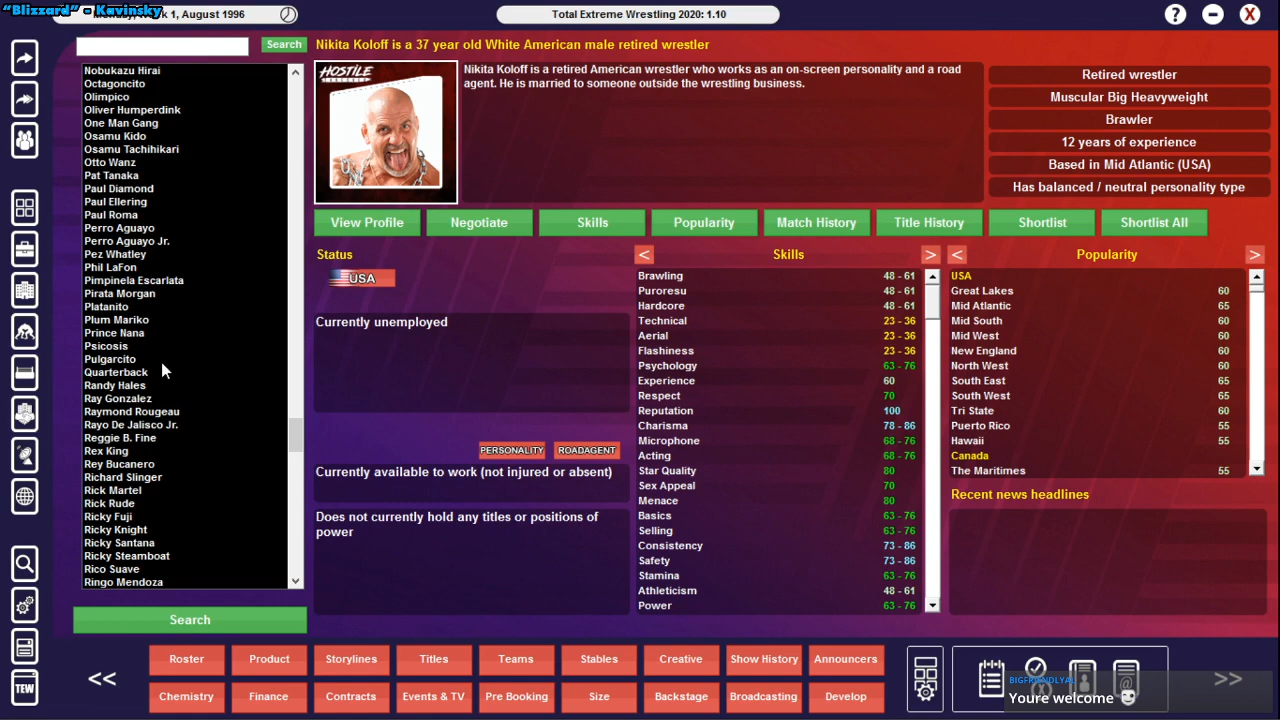 "Blizzard" - Kavinsky
1, August 1996
Total Extreme Wrestling 2020: 1.10
?
X
Search
Nikita Koloff is a 37 year old White American male retired wrestler
Nobukazu Hirai
Octagoncito
Olimpico
Oliver Humperdink
One Man Gang
Osamu Kido
Osamu Tachihikari
Otto Wanz
Pat Tanaka
Paul Diamond
Paul Ellering
Paul Roma
Perro Aguayo
Perro Aguayo Jr.
Pez Whatley
Phil LaFon
Pimpinela Escarlata
Pirata Morgan
Platanito
Plum Mariko
Prince Nana
Psicosis
Pulgarcito
Quarterback
Randy Hales
Ray Gonzalez
Raymond Rougeau
Rayo De Jalisco Jr.
Reggie B. Fine
Rex King
Rey Bucanero
Richard Slinger
Rick Martel
Rick Rude
Ricky Fuji
Ricky Knight
Ricky Santana
Ricky Steamboat
Rico Suave
Ringo Mendoza
Search
HOSTILE
Nikita Koloff is a retired American wrestler who works as an on-screen personality and a road
agent. He is married to someone outside the wrestling business.
Retired wrestler
Muscular Big Heavyweight
Brawler
12 years of experience
Based in Mid Atlantic (USA)
Has balanced / neutral personality type
View Profile
Negotiate
Skills
Popularity
Match History
Title History
Shortlist
Shortlist All
Status
USA
Currently unemployed
PERSONALITY
ROADAGENT
Currently available to work (not injured or absent)
Does not currently hold any titles or positions of
power
<
Skills
>
Brawling 48 - 61
Puroresu 48 - 61
Hardcore 48 - 61
Technical 23 - 36
Aerial 23 - 36
Flashiness 23 - 36
Psychology 63 - 76
Experience 60
Respect 70
Reputation 100
Charisma 78 - 86
Microphone 68 - 76
Acting 68 - 76
Star Quality 80
Sex Appeal 70
Menace 80
Basics 63 - 76
Selling 63 - 76
Consistency 73 - 86
Safety 73 - 86
Stamina 63 - 76
Athleticism 48 - 61
Power 63 - 76
<
Popularity
>
USA
Great Lakes 60
Mid Atlantic 65
Mid South 60
Mid West 60
New England 60
North West 60
South East 65
South West 65
Tri State 60
Puerto Rico 55
Hawaii 55
Canada
The Maritimes 55
Recent news headlines
TEW
<<
Roster
Product
Storylines
Titles
Teams
Stables
Creative
Show History
Announcers
Chemistry
Finance
Contracts
Events & TV
Pre Booking
Size
Backstage
Broadcasting
Develop
>>
Youre welcome